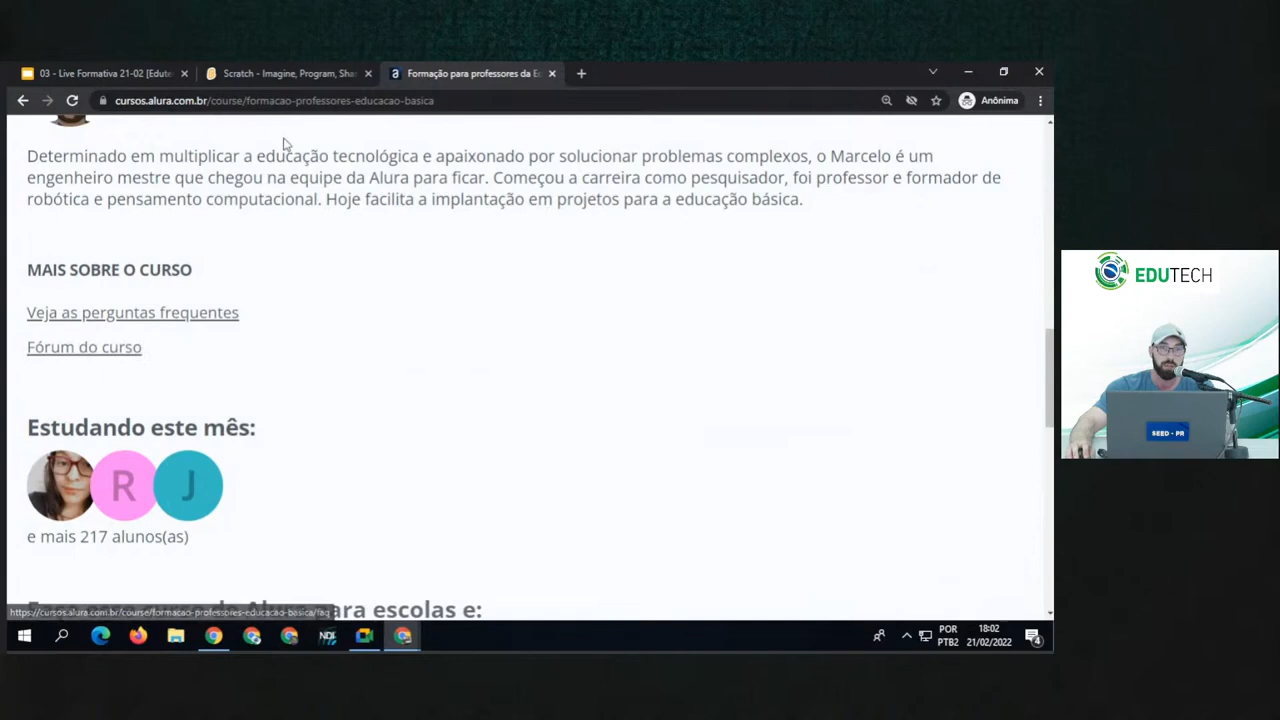 03 - Live Formativa 21-02 [Edute
Scratch - Imagine, Program, Sha
Formação para professores da E
cursos.alura.com.br/course/formacao-professores-educacao-basica
Anônima
Determinado em multiplicar a educação tecnológica e apaixonado por solucionar problemas complexos, o Marcelo é um
engenheiro mestre que chegou na equipe da Alura para ficar. Começou a carreira como pesquisador, foi professor e formador de
robótica e pensamento computacional. Hoje facilita a implantação em projetos para a educação básica.
MAIS SOBRE O CURSO
Veja as perguntas frequentes
Fórum do curso
Estudando este mês:
R
J
e mais 217 alunos(as)
para escolas e:
https://cursos.alura.com.br/course/formacao-professores-educacao-basica/faq
NDI
POR
PTB2
18:02
21/02/2022
4
EDUTECH
SEED - PR